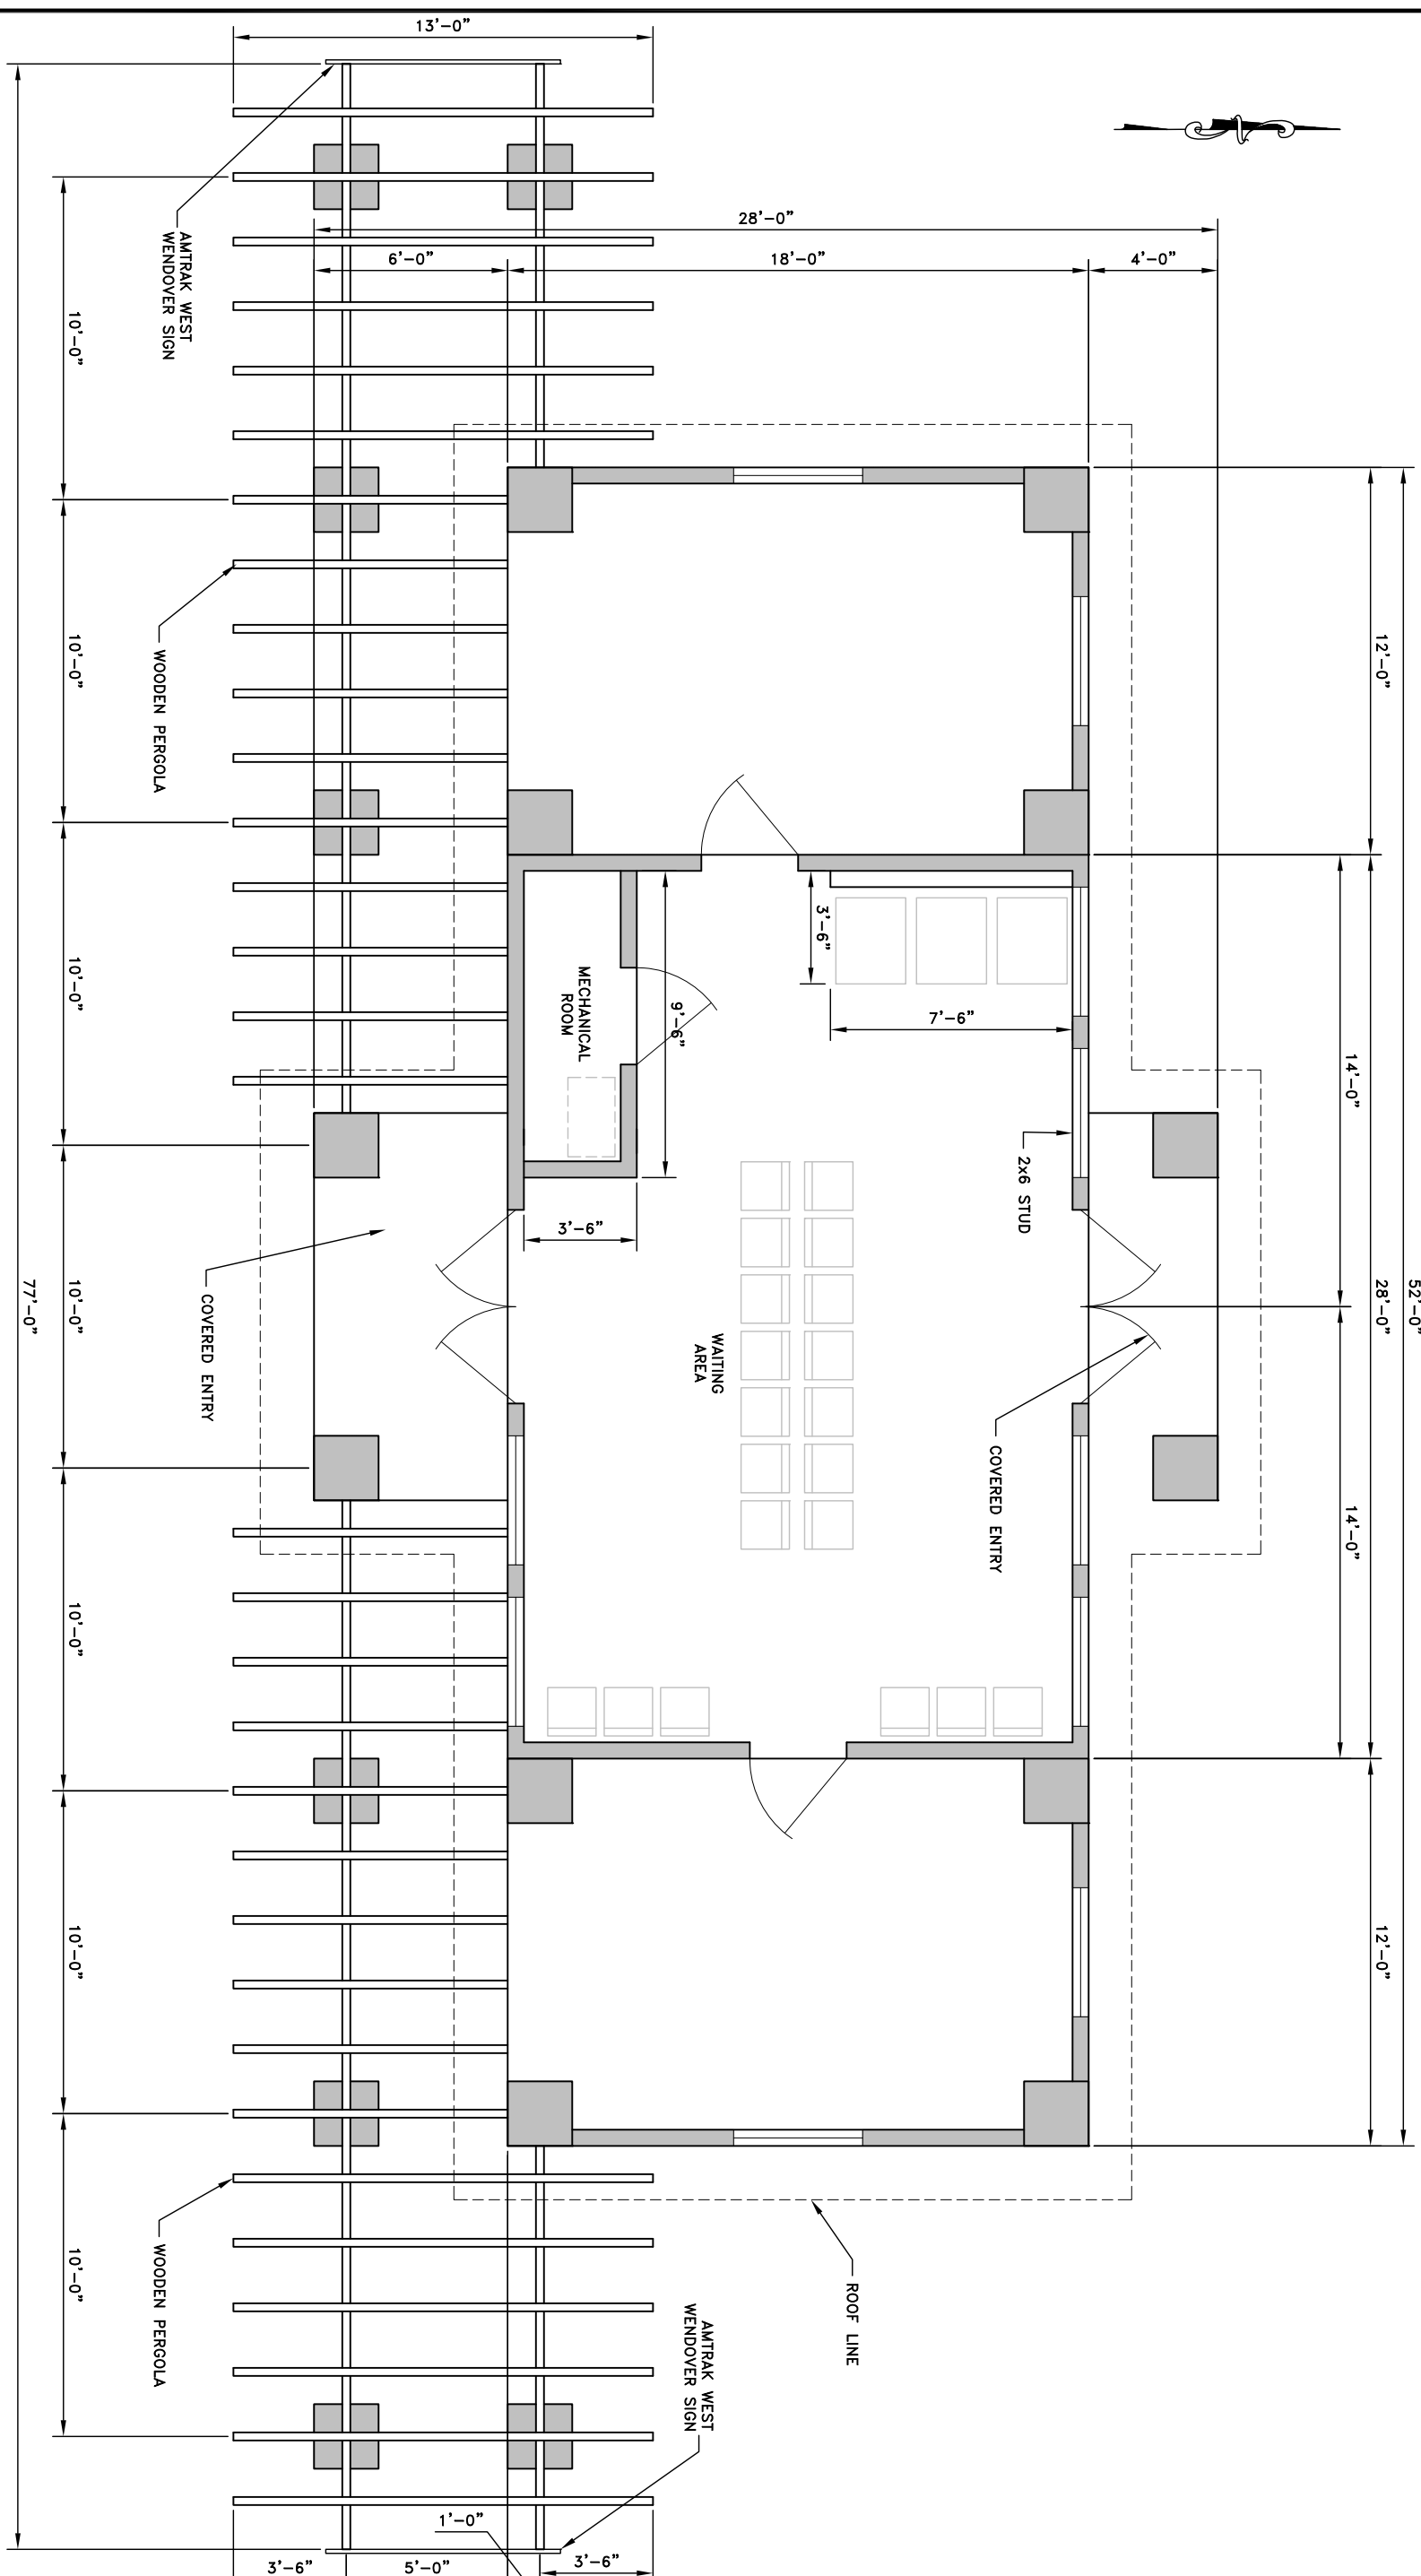 13'-0"
28'-0"
6'-0"
18'-0"
4'-0"
AMTRAK WEST
WENDOVER SIGN
10'-0"
WOODEN PERGOLA
10'-0"
12'-0"
10'-0"
3'-6"
7'-6"
9'-6"
MECHANICAL
ROOM
14'-0"
2x6 STUD
3'-6"
COVERED ENTRY
77'-0"
10'-0"
28'-0"
52'-0"
WAITING
AREA
COVERED ENTRY
14'-0"
10'-0"
10'-0"
12'-0"
WOODEN PERGOLA
10'-0"
ROOF LINE
AMTRAK WEST
WENDOVER SIGN
1'-0"
3'-6"
5'-0"
3'-6"